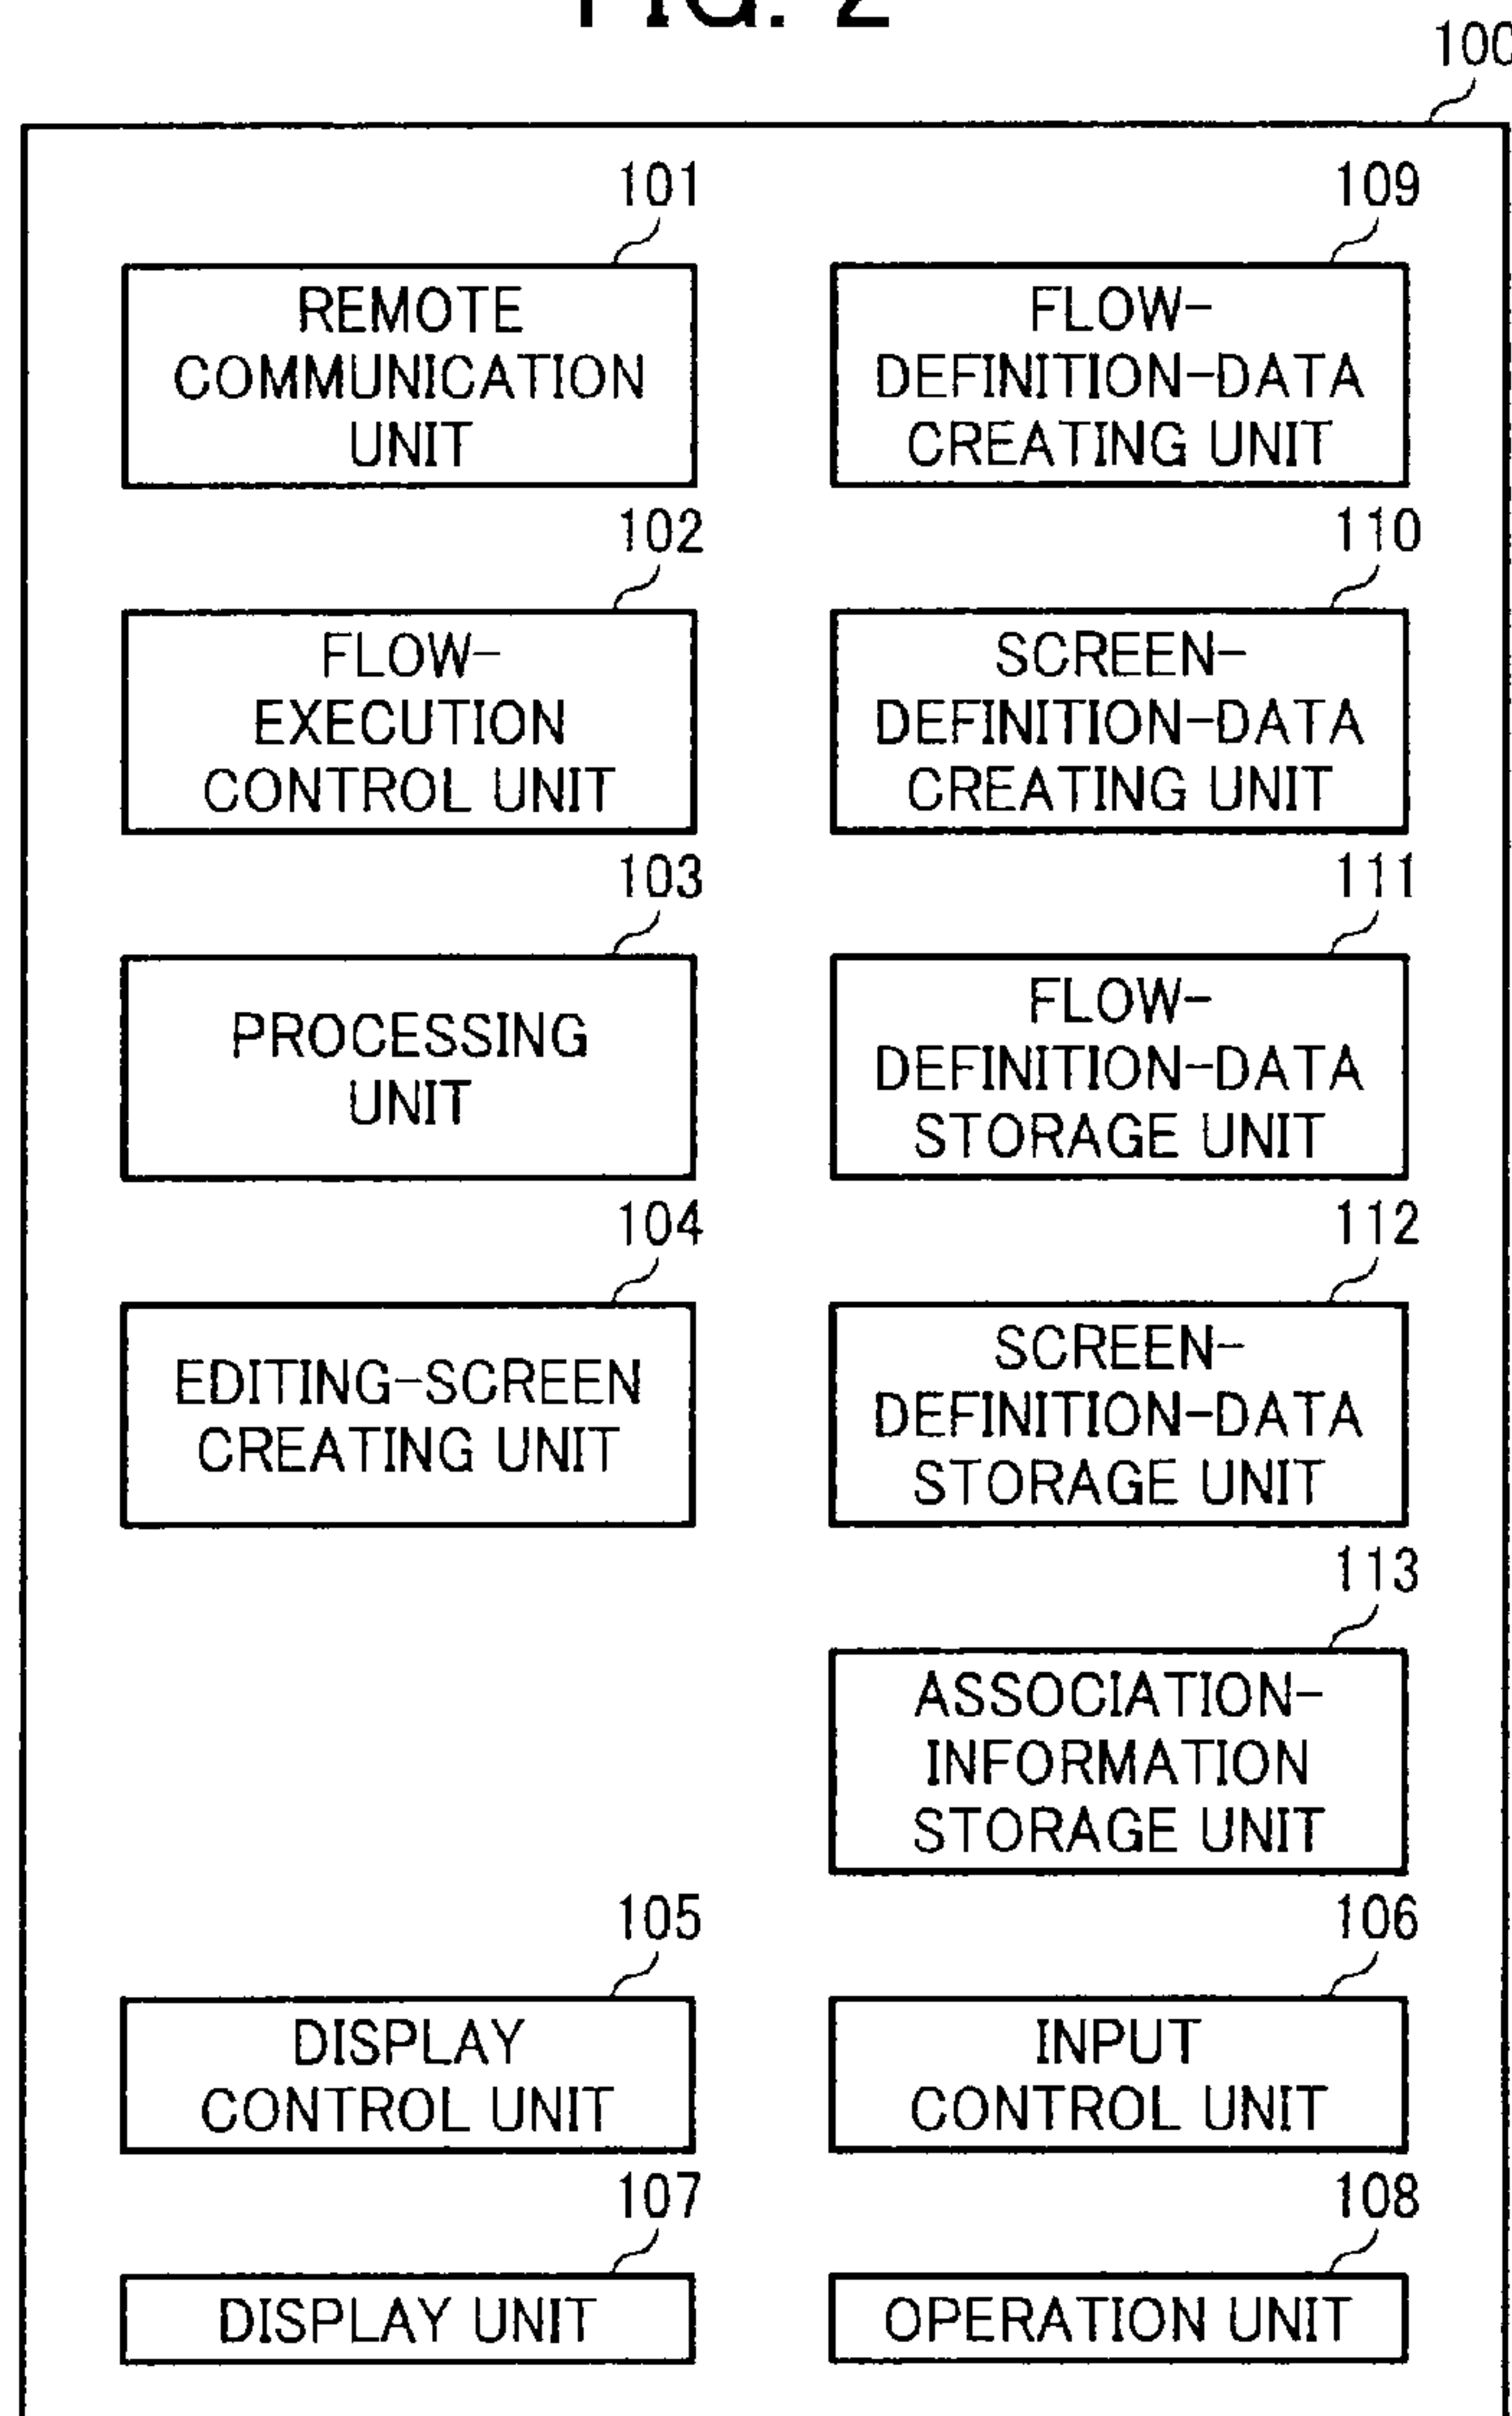 FIG. 2
100
101
REMOTE
COMMUNICATION
UNIT
109
FLOW-
DEFINITION-DATA
CREATING UNIT
102
FLOW-
EXECUTION
CONTROL UNIT
110
SCREEN-
DEFINITION-DATA
CREATING UNIT
103
PROCESSING
UNIT
111
FLOW-
DEFINITION-DATA
STORAGE UNIT
104
EDITING-SCREEN
CREATING UNIT
112
SCREEN-
DEFINITION-DATA
STORAGE UNIT
113
ASSOCIATION-
INFORMATION
STORAGE UNIT
105
DISPLAY
CONTROL UNIT
106
INPUT
CONTROL UNIT
107
DISPLAY UNIT
108
OPERATION UNIT